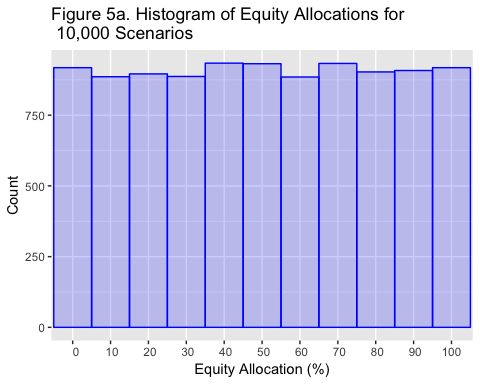 Figure 5a. Histogram of Equity Allocations for
10,000 Scenarios
Count
750
500
250
0
0 10 20 30 40 50 60 70 80 90 100
Equity Allocation (%)